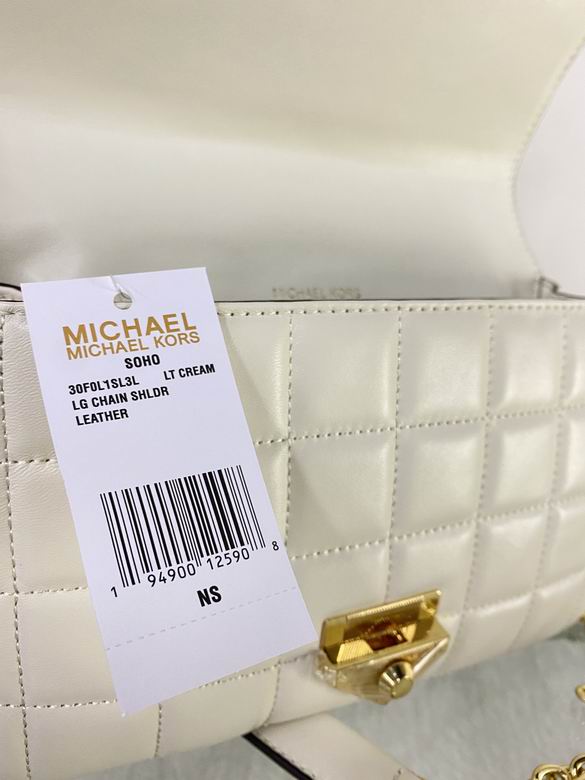 MICHAEL KORS
MICHAEL
MICHAEL KORS
SOHO
30F0L1SL3L LT CREAM
LG CHAIN SHLDR
LEATHER
1 94900 12590 8
NS